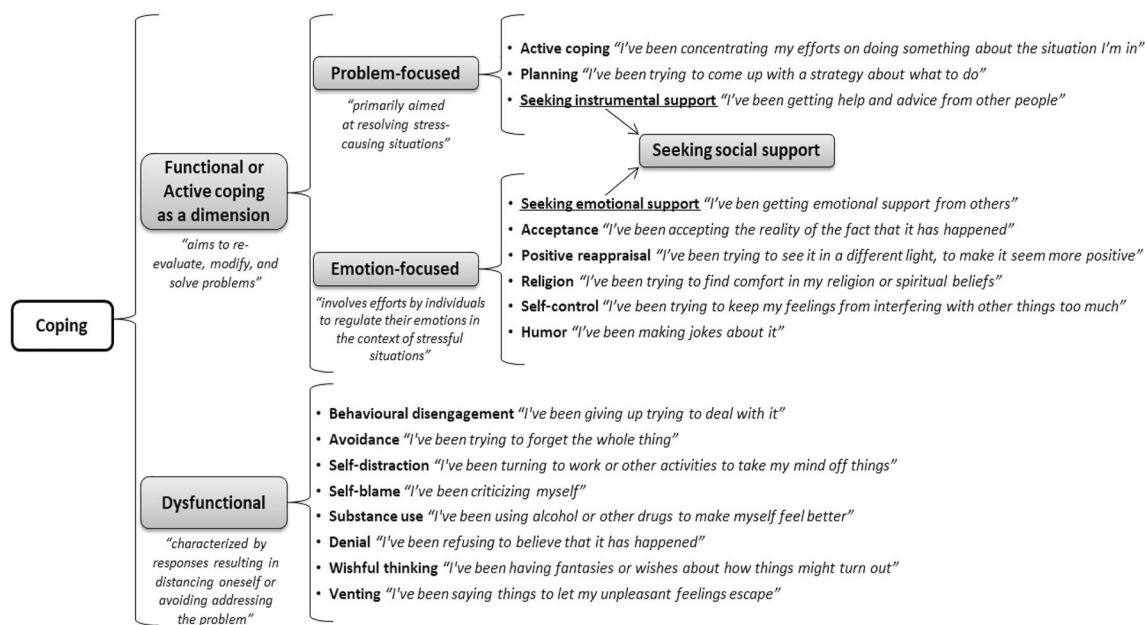 Coping
Functional or
Active coping
as a dimension
“aims to re-
evaluate, modify, and
solve problems”
Problem-focused
“primarily aimed
at resolving stress-
causing situations”
• Active coping “I’ve been concentrating my efforts on doing something about the situation I’m in”
• Planning “I’ve been trying to come up with a strategy about what to do”
• Seeking instrumental support “I’ve been getting help and advice from other people”
Seeking social support
Emotion-focused
“involves efforts by individuals
to regulate their emotions in
the context of stressful
situations”
• Seeking emotional support “I’ve ben getting emotional support from others”
• Acceptance “I’ve been accepting the reality of the fact that it has happened”
• Positive reappraisal “I’ve been trying to see it in a different light, to make it seem more positive”
• Religion “I’ve been trying to find comfort in my religion or spiritual beliefs”
• Self-control “I’ve been trying to keep my feelings from interfering with other things too much”
• Humor “I’ve been making jokes about it”
Dysfunctional
“characterized by
responses resulting in
distancing oneself or
avoiding addressing
the problem”
• Behavioural disengagement “I've been giving up trying to deal with it”
• Avoidance “I've been trying to forget the whole thing”
• Self-distraction “I've been turning to work or other activities to take my mind off things”
• Self-blame “I’ve been criticizing myself”
• Substance use “I've been using alcohol or other drugs to make myself feel better”
• Denial “I've been refusing to believe that it has happened”
• Wishful thinking “I've been having fantasies or wishes about how things might turn out”
• Venting “I've been saying things to let my unpleasant feelings escape”